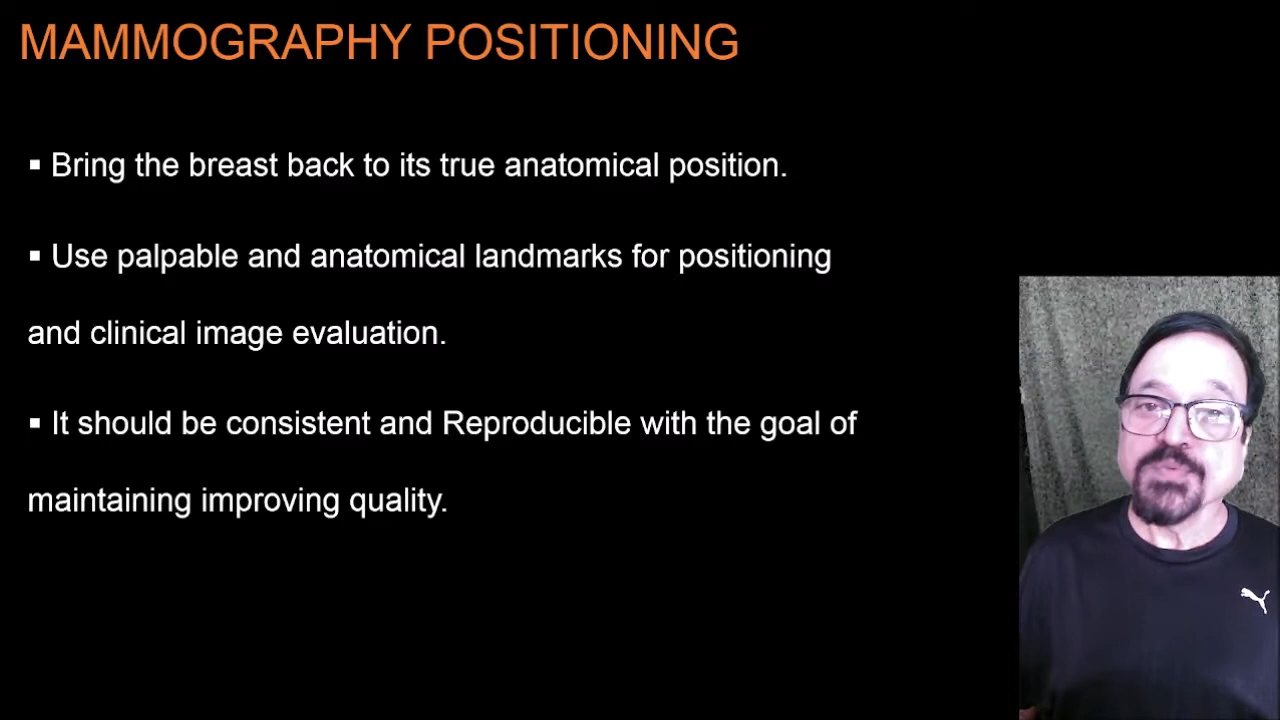 MAMMOGRAPHY POSITIONING
▪ Bring the breast back to its true anatomical position.
▪ Use palpable and anatomical landmarks for positioning
and clinical image evaluation.
▪ It should be consistent and Reproducible with the goal of
maintaining improving quality.